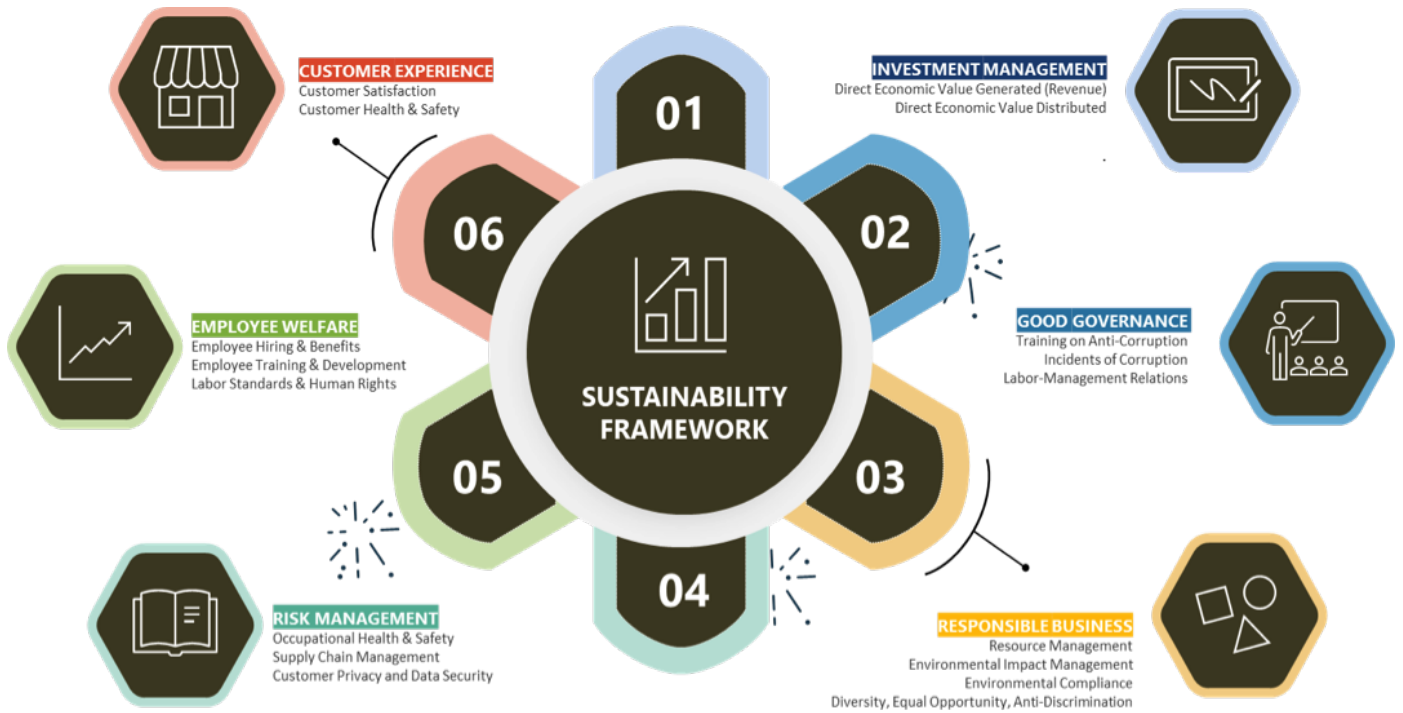 CUSTOMER EXPERIENCE
Customer Satisfaction
Customer Health & Safety
01
INVESTMENT MANAGEMENT
Direct Economic Value Generated (Revenue)
Direct Economic Value Distributed
06
02
EMPLOYEE WELFARE
Employee Hiring & Benefits
Employee Training & Development
Labor Standards & Human Rights
SUSTAINABILITY
FRAMEWORK
GOOD GOVERNANCE
Training on Anti-Corruption
Incidents of Corruption
Labor-Management Relations
05
03
RISK MANAGEMENT
Occupational Health & Safety
Supply Chain Management
Customer Privacy and Data Security
04
RESPONSIBLE BUSINESS
Resource Management
Environmental Impact Management
Environmental Compliance
Diversity, Equal Opportunity, Anti-Discrimination